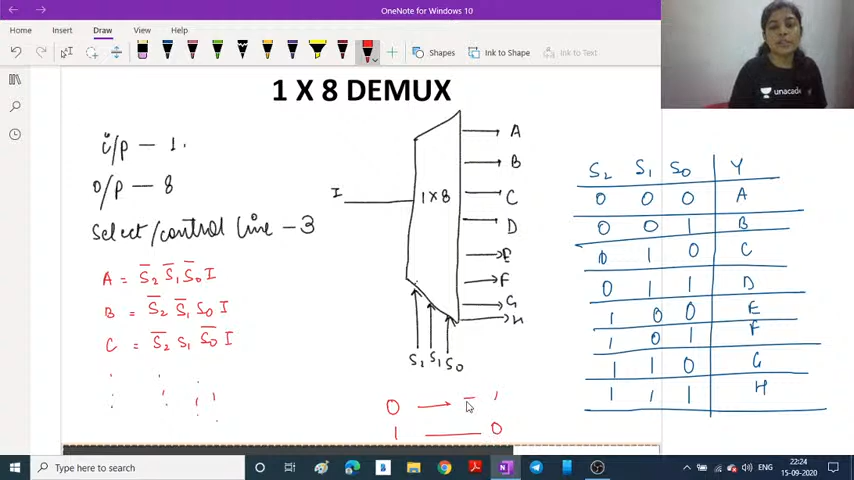 OneNote for Windows 10
Home Insert Draw View Help
Shapes Ink to Shape Ink to Text
1 X 8 DEMUX
i/p - 1.
o/p - 8
Select/control line - 3
A = S̅₂ S̅₁ S̅₀ I
B = S̅₂ S̅₁ S₀ I
C = S̅₂ S₁ S̅₀ I
I
1×8
A
B
C
D
E
F
G
H
S₂ S₁ S₀
0 → – '
1 — 0
S₂ S₁ S₀ Y
0 0 0 A
0 0 1 B
0 1 0 C
0 1 1 D
1 0 0 E
1 0 1 F
1 1 0 G
1 1 1 H
unacade
Type here to search
ENG
22:24
15-09-2020